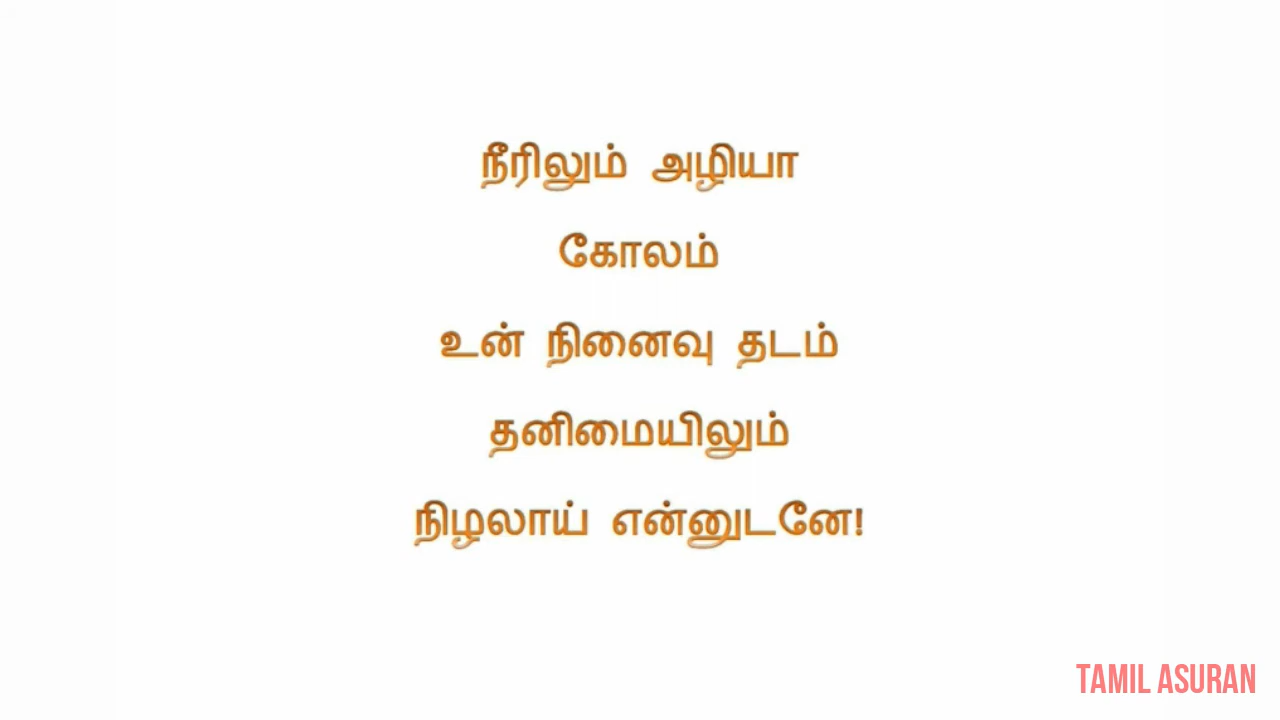 நீரிலும் அழியா
கோலம்
உன் நினைவு தடம்
தனிமையிலும்
நிழலாய் என்னுடனே!
TAMIL ASURAN